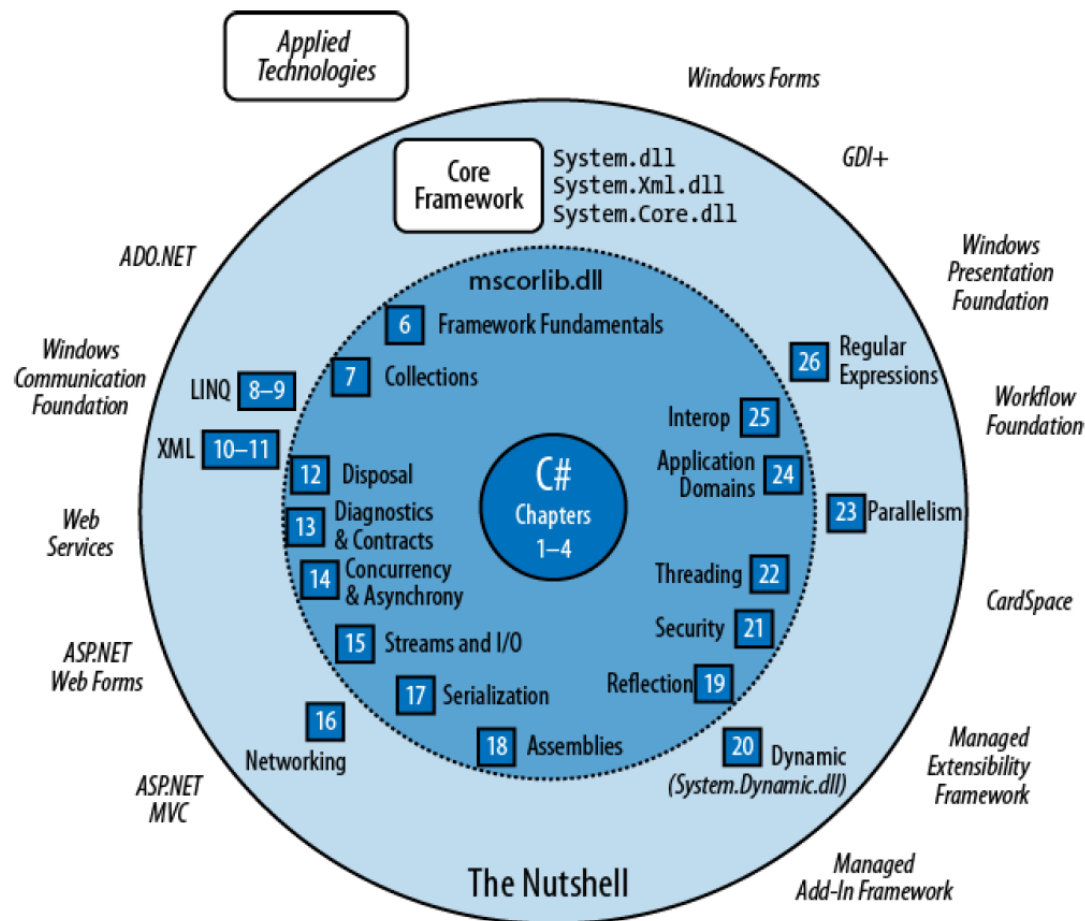 Applied
Technologies
Windows Forms
GDI+
Core
Framework
System.dll
System.Xml.dll
System.Core.dll
ADO.NET
Windows
Presentation
Foundation
mscorlib.dll
6 Framework Fundamentals
7 Collections
26 Regular
Expressions
Windows
Communication
Foundation
LINQ 8–9
Workflow
Foundation
Interop 25
XML 10–11
12 Disposal
Application
Domains 24
C#
Chapters
1–4
13 Diagnostics
& Contracts
23 Parallelism
Web
Services
14 Concurrency
& Asynchrony
Threading 22
CardSpace
15 Streams and I/O
Security 21
ASP.NET
Web Forms
17 Serialization
Reflection 19
16
Networking
18 Assemblies
20 Dynamic
(System.Dynamic.dll)
Managed
Extensibility
Framework
ASP.NET
MVC
The Nutshell
Managed
Add-In Framework